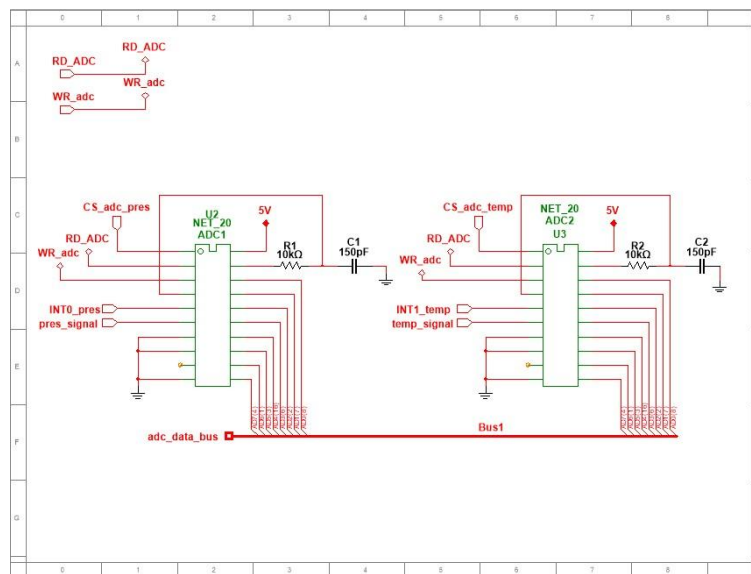 0 1 2 3 4 5 6 7 8
A
RD_ADC
RD_ADC
WR_adc
WR_adc
B
C
CS_adc_pres
U2
NET_20
ADC1
5V
RD_ADC
WR_adc
R1
10kΩ
C1
150pF
CS_adc_temp
NET_20
ADC2
U3
5V
RD_ADC
WR_adc
R2
10kΩ
C2
150pF
D
INT0_pres
pres_signal
INT1_temp
temp_signal
E
F
adc_data_bus
Bus1
G
0 1 2 3 4 5 6 7 8